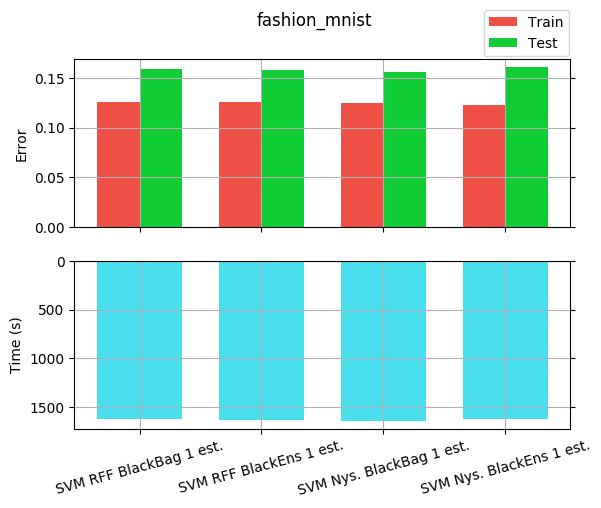 fashion_mnist
Train
Test
0.15
0.10
0.05
0.00
Error
0
500
1000
1500
Time (s)
SVM RFF BlackBag 1 est.
SVM RFF BlackEns 1 est.
SVM Nys. BlackBag 1 est.
SVM Nys. BlackEns 1 est.